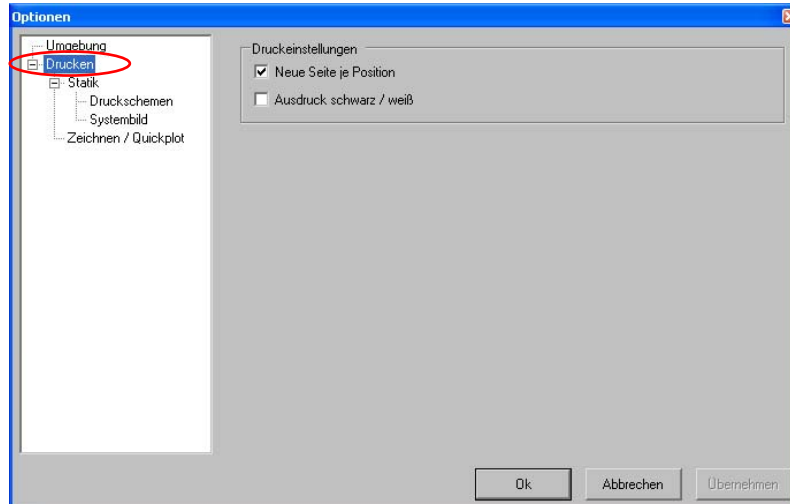 Optionen
Umgebung
Drucken
Statik
Druckschemen
Systembild
Zeichnen / Quickplot
Druckeinstellungen
Neue Seite je Position
Ausdruck schwarz / weiß
Ok
Abbrechen
Übernehmen